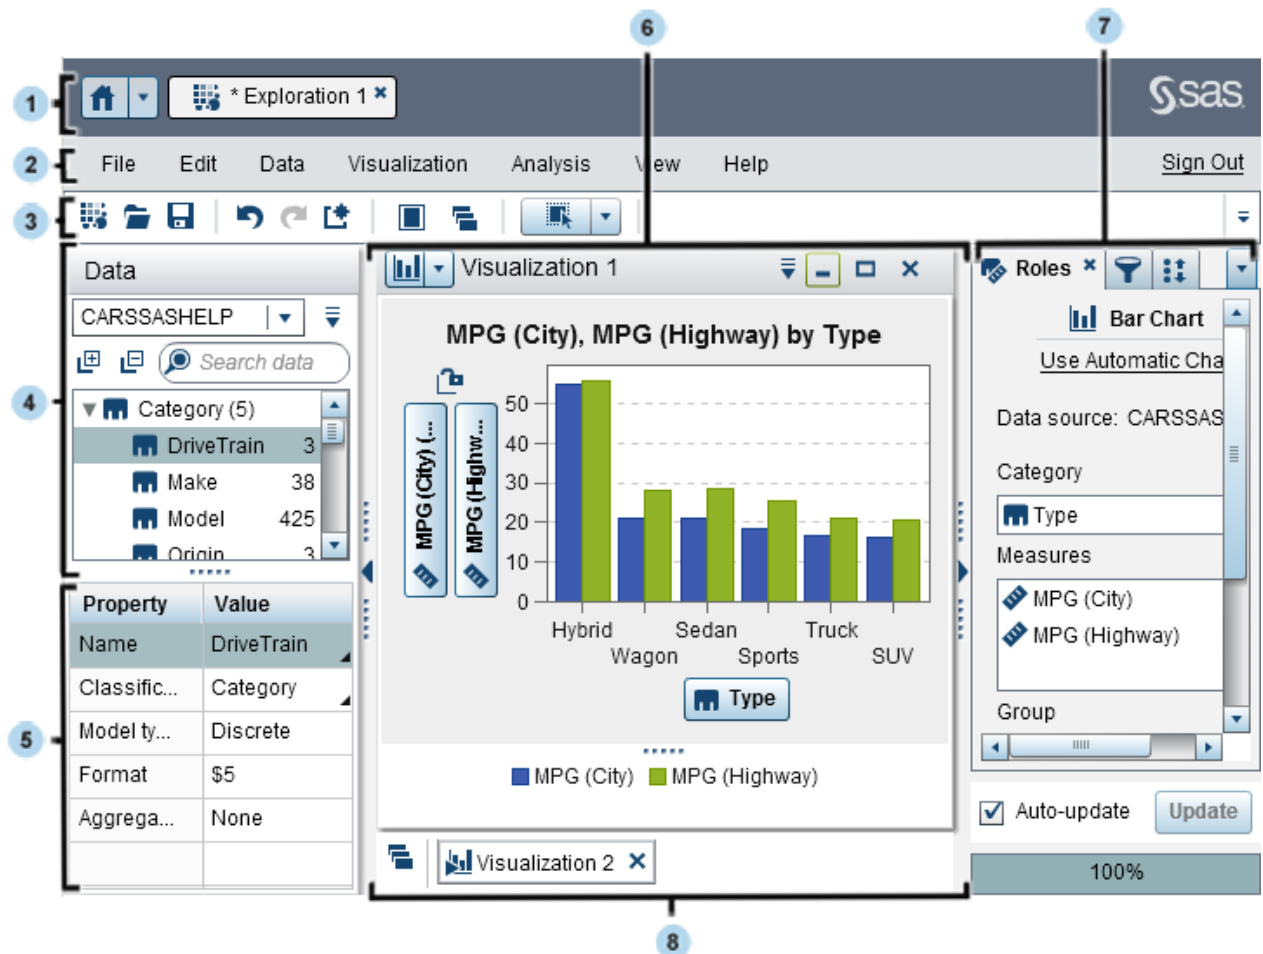 6
7
1
* Exploration 1
sas
2
File Edit Data Visualization Analysis View Help Sign Out
3
Data
CARSSASHELP
Search data
4
Category (5)
DriveTrain 3
Make 38
Model 425
Origin 3
5
Property Value
Name DriveTrain
Classific... Category
Model ty... Discrete
Format $5
Aggrega... None
Visualization 1
MPG (City), MPG (Highway) by Type
MPG (City) (...
MPG (Highw...
50
40
30
20
10
0
Hybrid Sedan Truck
Wagon Sports SUV
Type
MPG (City) MPG (Highway)
Visualization 2
8
Roles
Bar Chart
Use Automatic Cha
Data source: CARSSAS
Category
Type
Measures
MPG (City)
MPG (Highway)
Group
Auto-update Update
100%